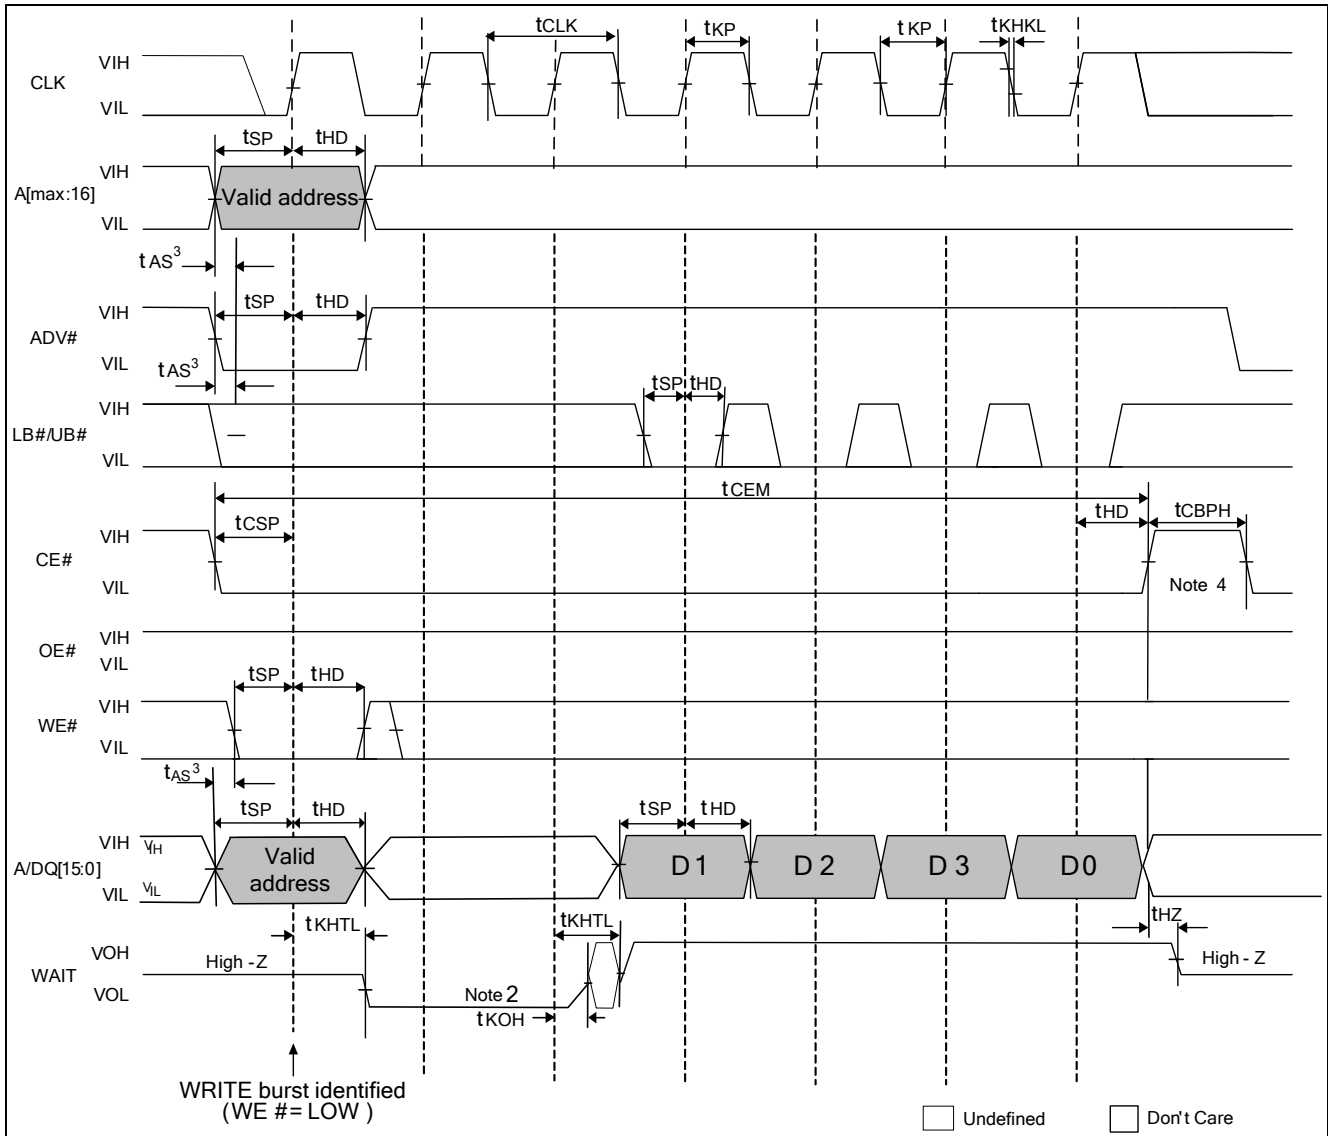 tCLK tKP tKP tKHKL
VIH
CLK
VIL
tSP tHD
VIH
A[max:16] Valid address
VIL
tAS3
tSP tHD
VIH
ADV#
VIL
tAS3
tSP tHD
VIH
LB#/UB#
VIL
tCEM
tHD tCBPH
tCSP
VIH
CE#
VIL Note 4
VIH
OE#
VIL
tSP tHD
VIH
WE#
VIL
tAS3
tSP tHD tSP tHD
VIH VIH
A/DQ[15:0] Valid address D1 D2 D3 D0
VIL VIL
tKHTL tKHTL tHZ
VOH
WAIT High-Z High-Z
VOL Note 2
tKOH
WRITE burst identified
(WE #= LOW )
Undefined Don't Care